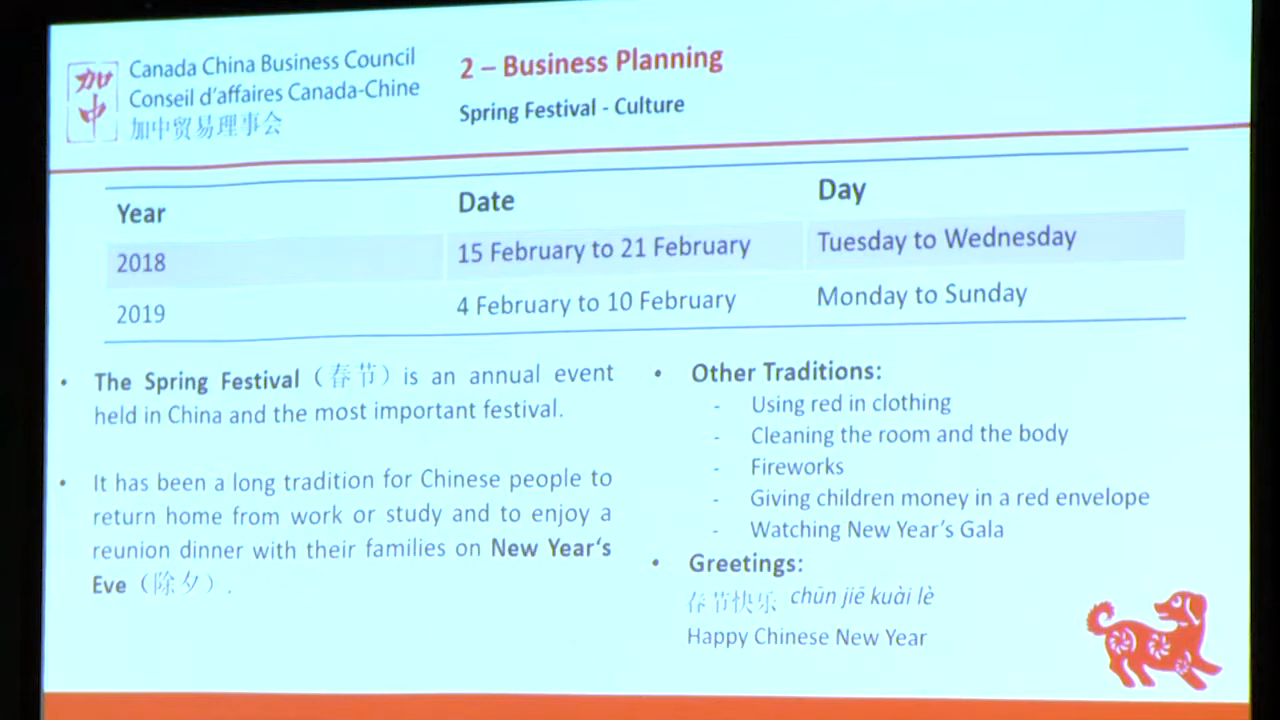 加中
Canada China Business Council
Conseil d'affaires Canada-Chine
加中贸易理事会
2 – Business Planning
Spring Festival - Culture
Year Date Day
2018 15 February to 21 February Tuesday to Wednesday
2019 4 February to 10 February Monday to Sunday
• The Spring Festival（春节）is an annual event
held in China and the most important festival.
• It has been a long tradition for Chinese people to
return home from work or study and to enjoy a
reunion dinner with their families on New Year's
Eve（除夕）.
• Other Traditions:
- Using red in clothing
- Cleaning the room and the body
- Fireworks
- Giving children money in a red envelope
- Watching New Year's Gala
• Greetings:
春节快乐 chūn jiē kuài lè
Happy Chinese New Year